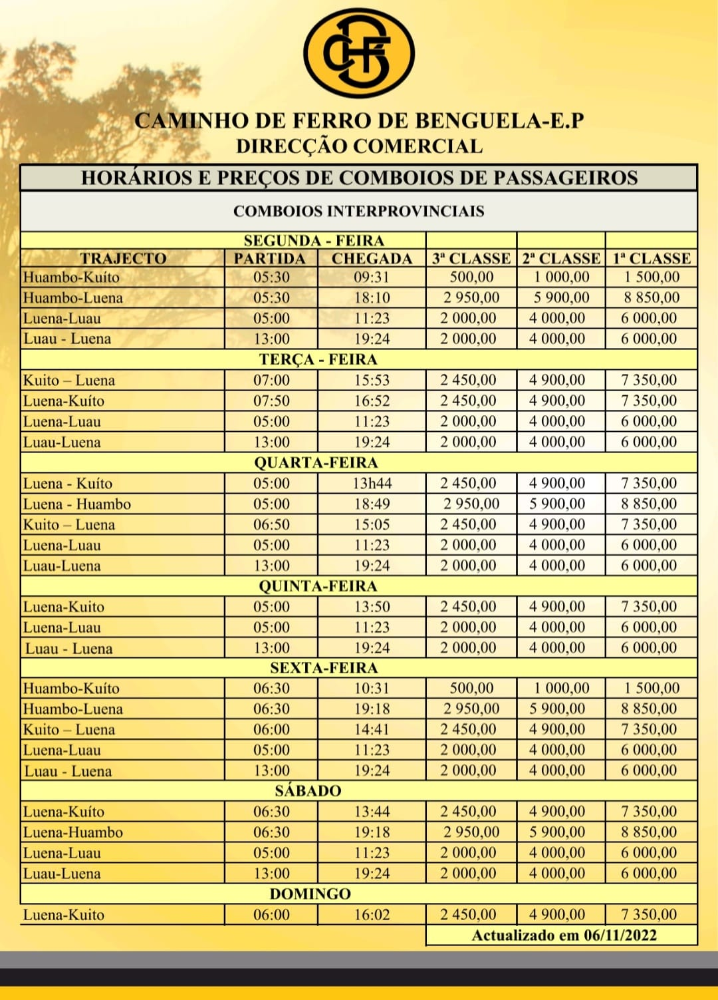 CFB
CAMINHO DE FERRO DE BENGUELA-E.P
DIRECÇÃO COMERCIAL
HORÁRIOS E PREÇOS DE COMBOIOS DE PASSAGEIROS
COMBOIOS INTERPROVINCIAIS
SEGUNDA - FEIRA
TRAJECTO PARTIDA CHEGADA 3ª CLASSE 2ª CLASSE 1ª CLASSE
Huambo-Kuíto 05:30 09:31 500,00 1 000,00 1 500,00
Huambo-Luena 05:30 18:10 2 950,00 5 900,00 8 850,00
Luena-Luau 05:00 11:23 2 000,00 4 000,00 6 000,00
Luau - Luena 13:00 19:24 2 000,00 4 000,00 6 000,00
TERÇA - FEIRA
Kuito – Luena 07:00 15:53 2 450,00 4 900,00 7 350,00
Luena-Kuíto 07:50 16:52 2 450,00 4 900,00 7 350,00
Luena-Luau 05:00 11:23 2 000,00 4 000,00 6 000,00
Luau-Luena 13:00 19:24 2 000,00 4 000,00 6 000,00
QUARTA-FEIRA
Luena - Kuíto 05:00 13h44 2 450,00 4 900,00 7 350,00
Luena - Huambo 05:00 18:49 2 950,00 5 900,00 8 850,00
Kuito – Luena 06:50 15:05 2 450,00 4 900,00 7 350,00
Luena-Luau 05:00 11:23 2 000,00 4 000,00 6 000,00
Luau-Luena 13:00 19:24 2 000,00 4 000,00 6 000,00
QUINTA-FEIRA
Luena-Kuito 05:00 13:50 2 450,00 4 900,00 7 350,00
Luena-Luau 05:00 11:23 2 000,00 4 000,00 6 000,00
Luau - Luena 13:00 19:24 2 000,00 4 000,00 6 000,00
SEXTA-FEIRA
Huambo-Kuíto 06:30 10:31 500,00 1 000,00 1 500,00
Huambo-Luena 06:30 19:18 2 950,00 5 900,00 8 850,00
Kuito – Luena 06:00 14:41 2 450,00 4 900,00 7 350,00
Luena-Luau 05:00 11:23 2 000,00 4 000,00 6 000,00
Luau - Luena 13:00 19:24 2 000,00 4 000,00 6 000,00
SÁBADO
Luena-Kuíto 06:30 13:44 2 450,00 4 900,00 7 350,00
Luena-Huambo 06:30 19:18 2 950,00 5 900,00 8 850,00
Luena-Luau 05:00 11:23 2 000,00 4 000,00 6 000,00
Luau-Luena 13:00 19:24 2 000,00 4 000,00 6 000,00
DOMINGO
Luena-Kuito 06:00 16:02 2 450,00 4 900,00 7 350,00
Actualizado em 06/11/2022